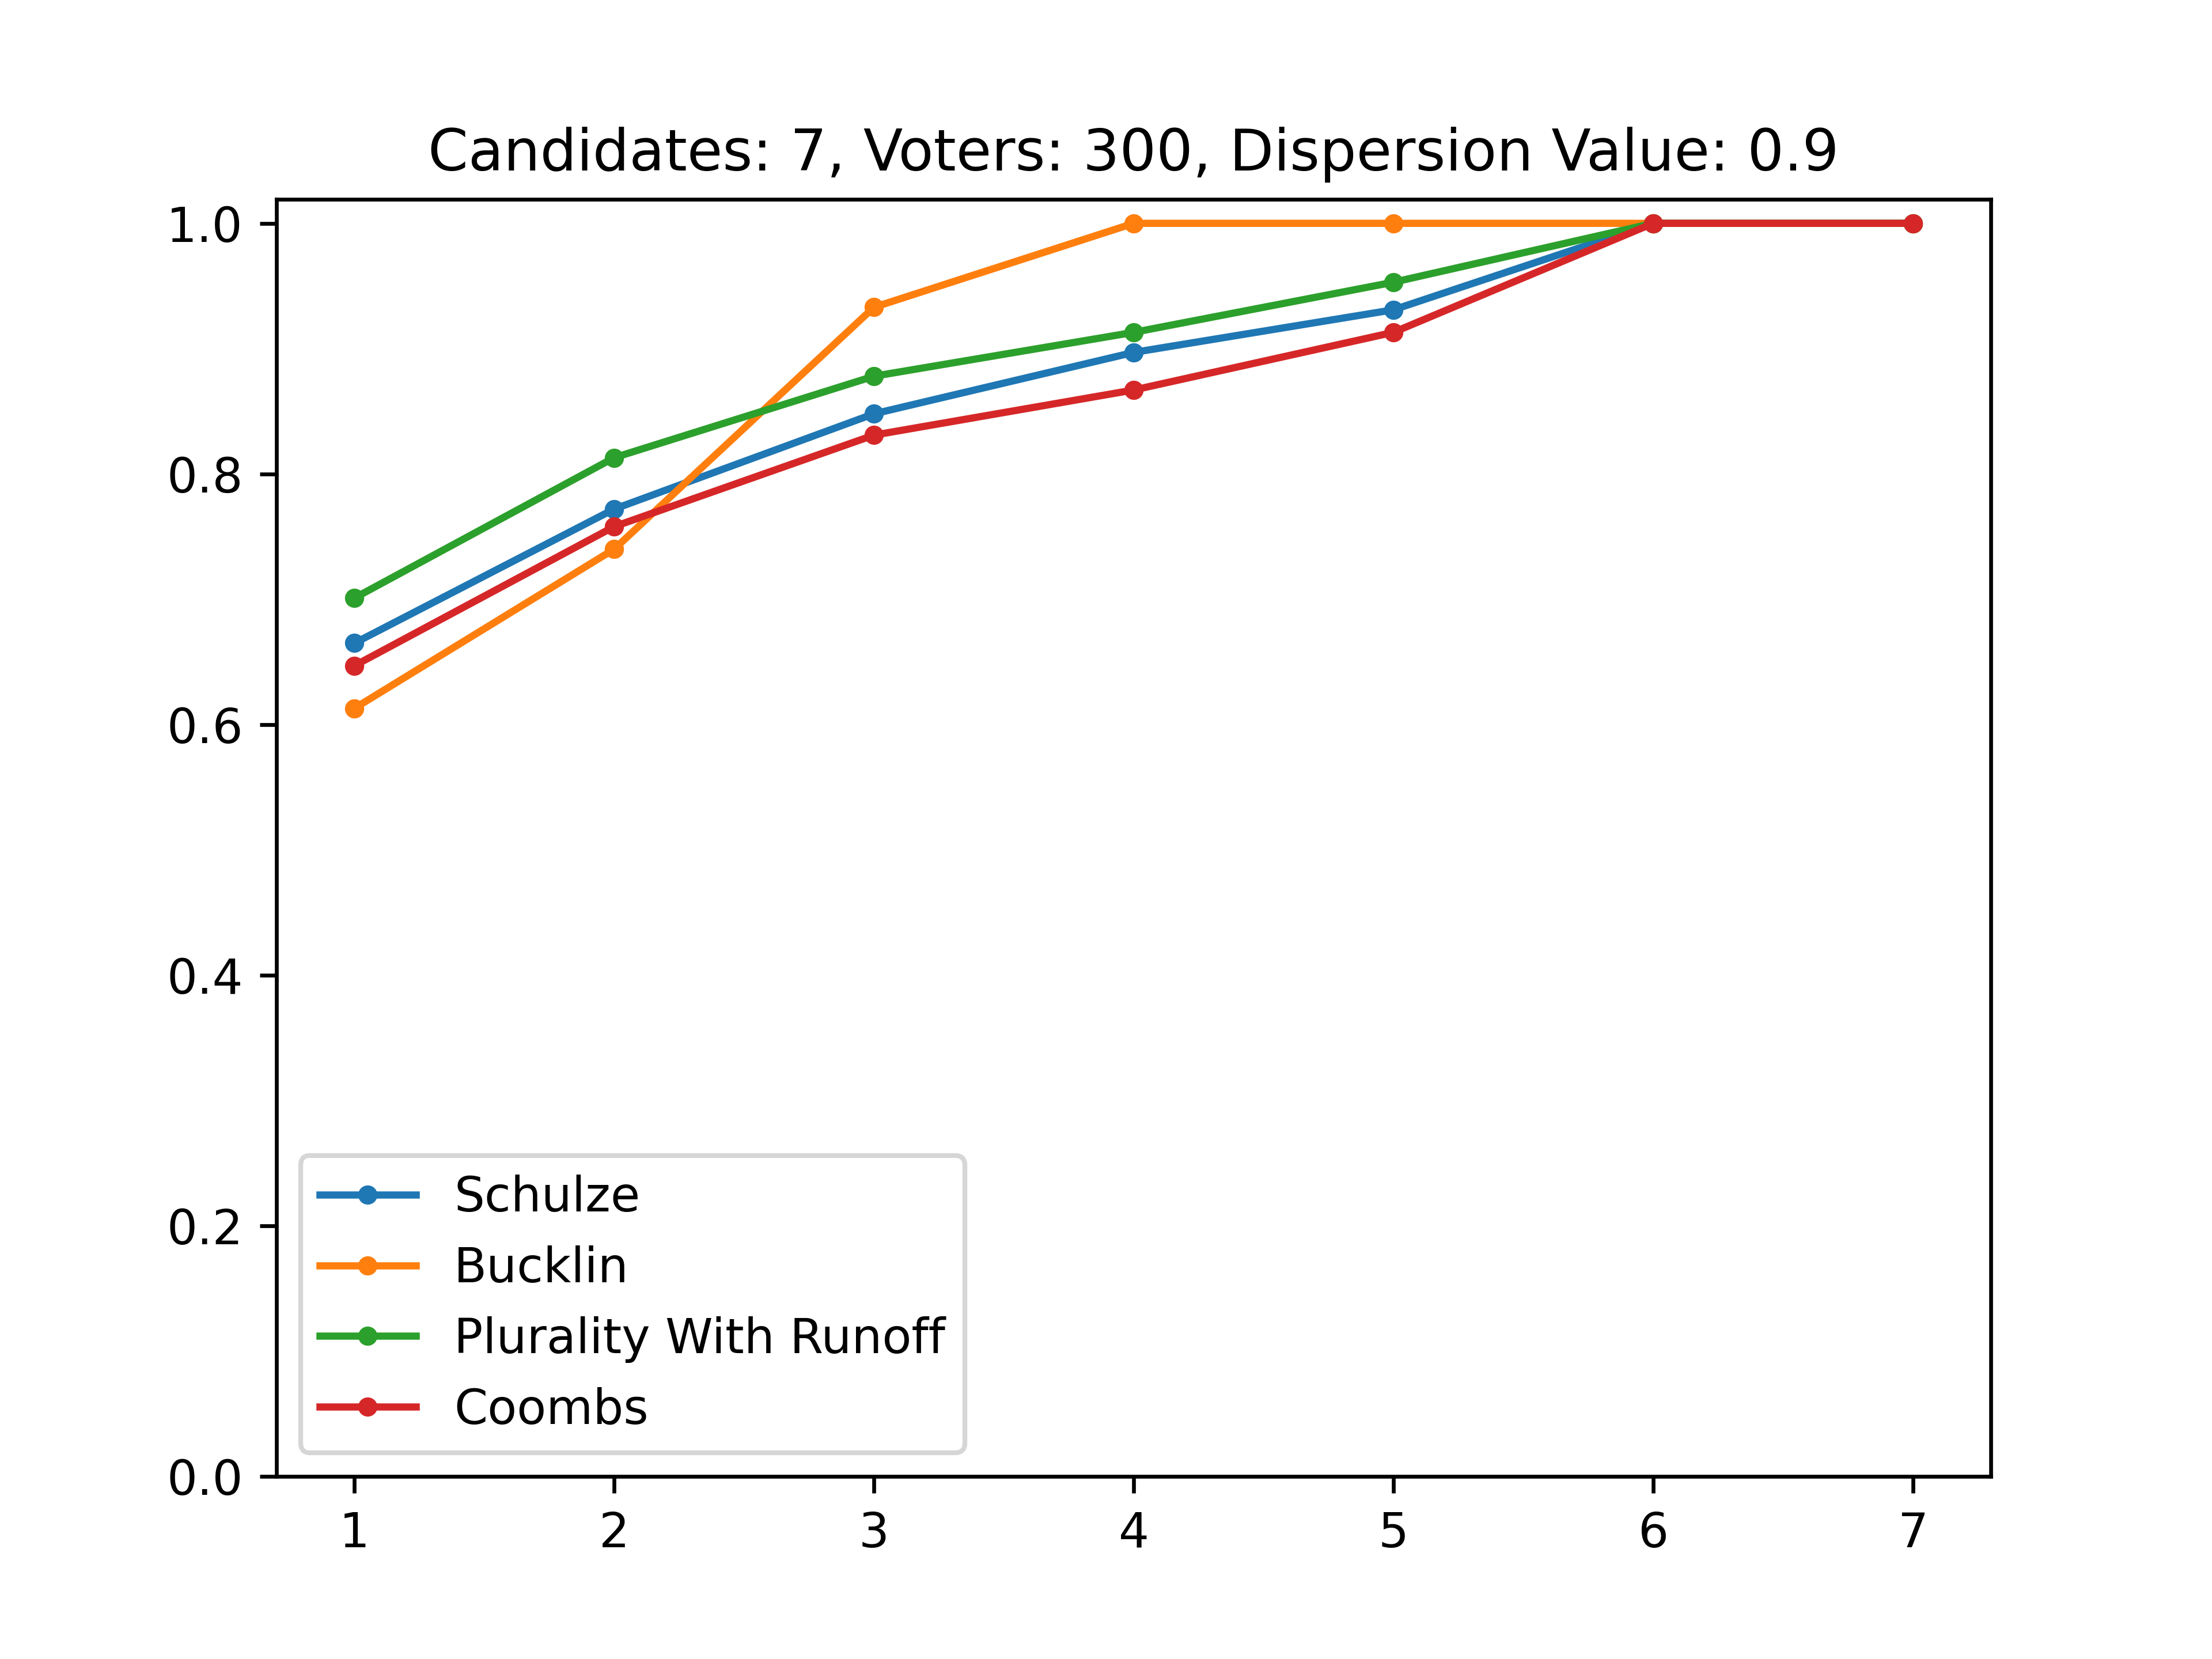 Candidates: 7, Voters: 300, Dispersion Value: 0.9
1.0
0.8
0.6
0.4
0.2
0.0
Schulze
Bucklin
Plurality With Runoff
Coombs
1 2 3 4 5 6 7